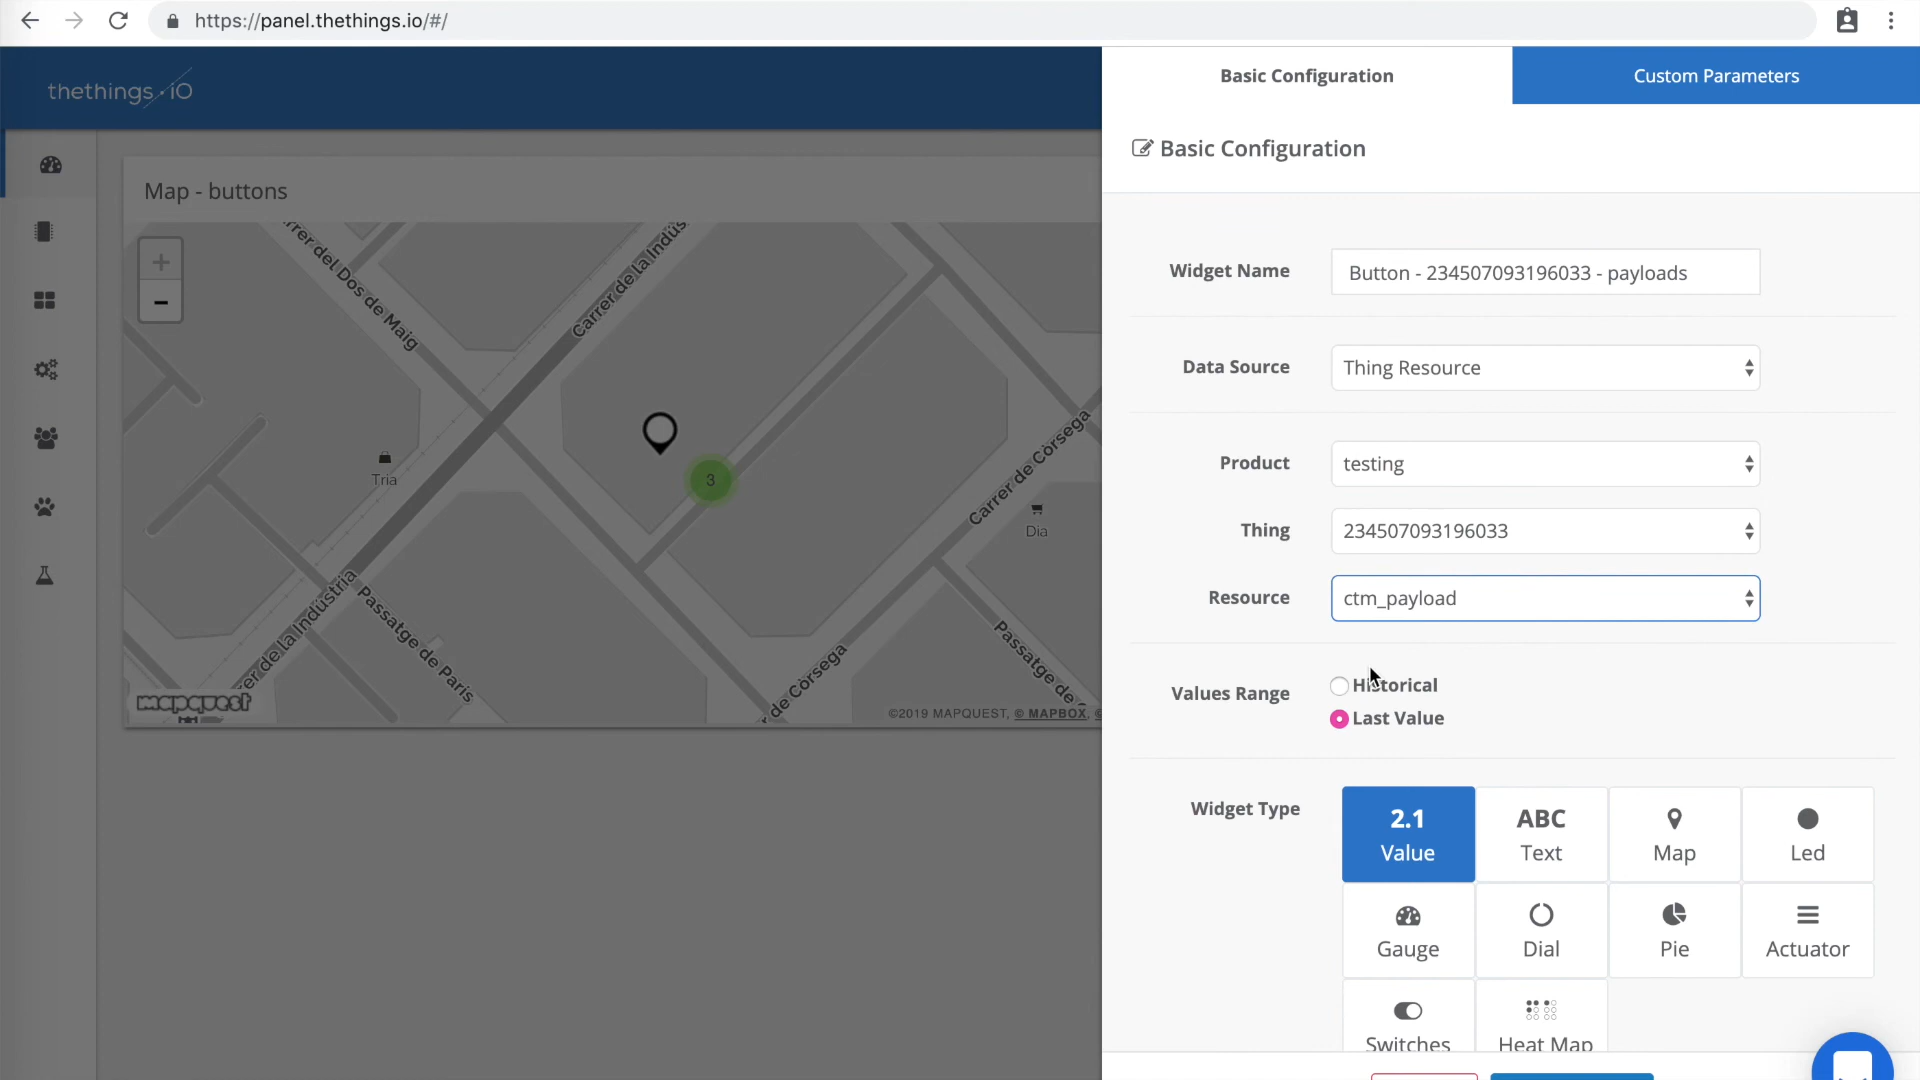 https://panel.thethings.io/#/
thethings.iO
Basic Configuration
Custom Parameters
Basic Configuration
Map - buttons
+
−
Carrer de la Indús
rrer del Dos de Maig
Tria
3
Carrer de Còrsega
Dia
er de la Indústria
Passatge de Paris
r de Còrsega
Passatge de
mapquest
©2019 MAPQUEST, © MAPBOX, ©
Widget Name
Button - 234507093196033 - payloads
Data Source
Thing Resource
Product
testing
Thing
234507093196033
Resource
ctm_payload
Values Range
Historical
Last Value
Widget Type
2.1
Value
ABC
Text
Map
Led
Gauge
Dial
Pie
Actuator
Switches
Heat Map